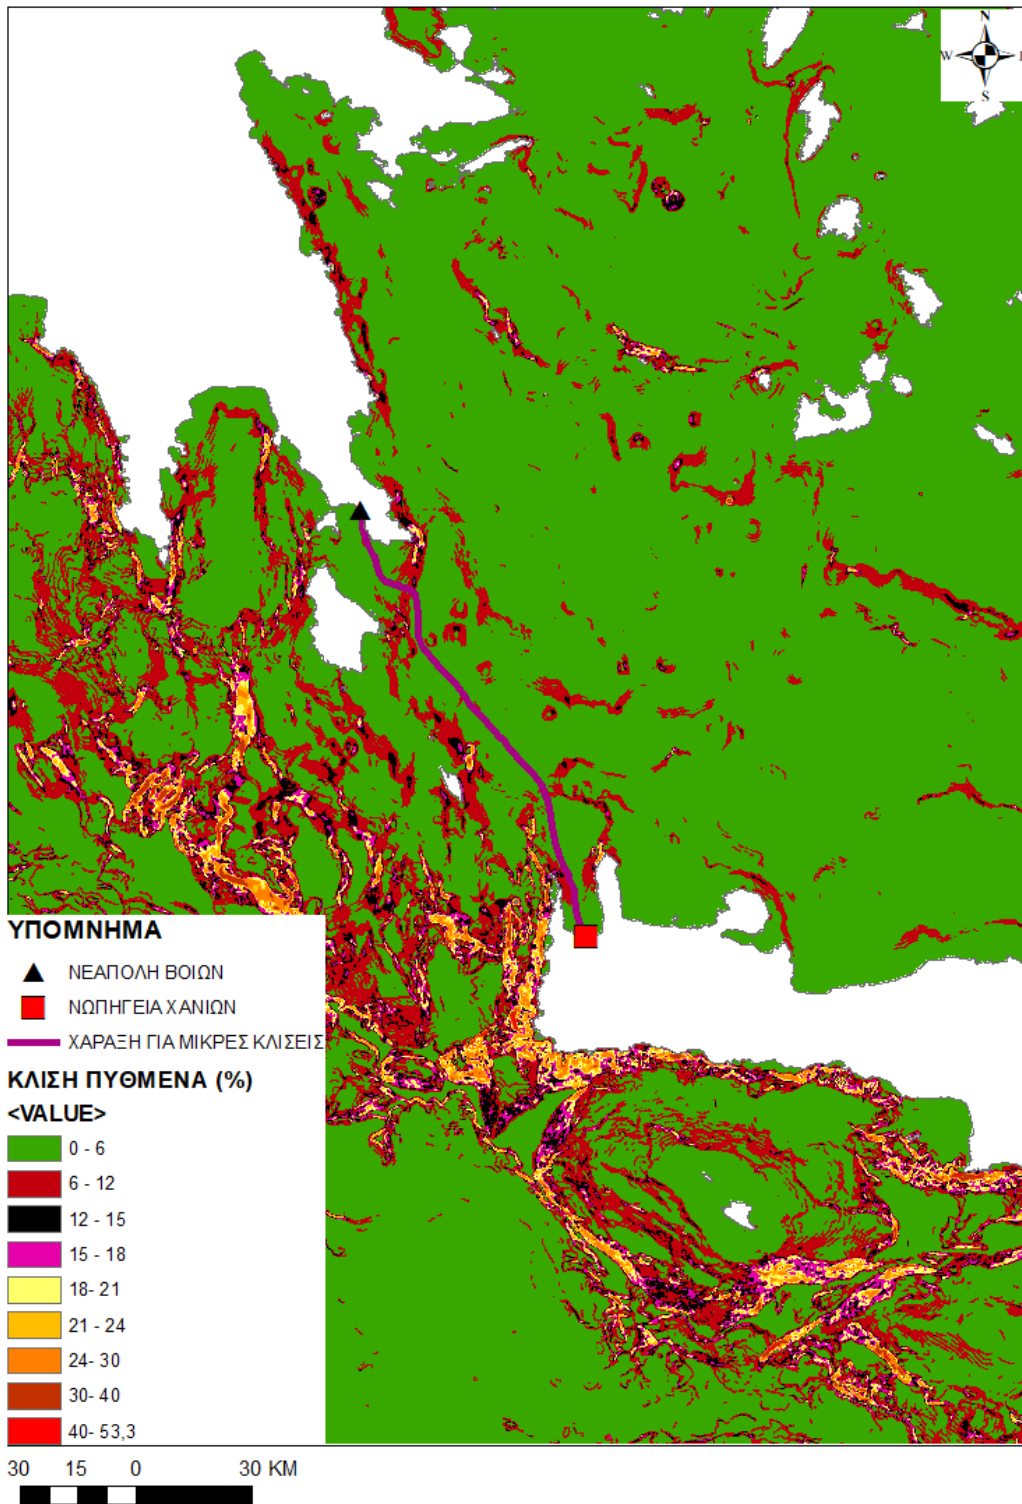 N
W
S
ΥΠΟΜΝΗΜΑ
ΝΕΑΠΟΛΗ ΒΟΙΩΝ
ΝΩΠΗΓΕΙΑ ΧΑΝΙΩΝ
ΧΑΡΑΞΗ ΓΙΑ ΜΙΚΡΕΣ ΚΛΙΣΕΙΣ
ΚΛΙΣΗ ΠΥΘΜΕΝΑ (%)
<VALUE>
0 - 6
6 - 12
12 - 15
15 - 18
18- 21
21 - 24
24- 30
30- 40
40- 53,3
30 15 0 30 KM